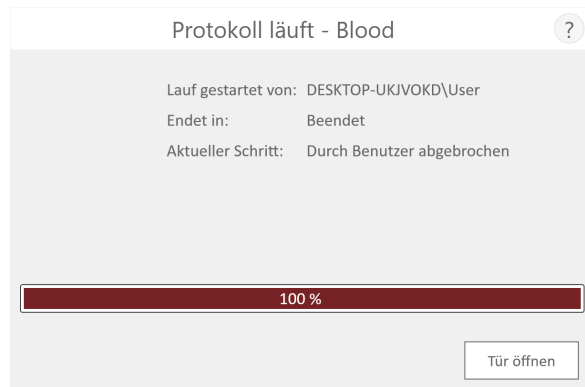 Protokoll läuft - Blood
?
Lauf gestartet von: DESKTOP-UKJVOKD\User
Endet in: Beendet
Aktueller Schritt: Durch Benutzer abgebrochen
100 %
Tür öffnen